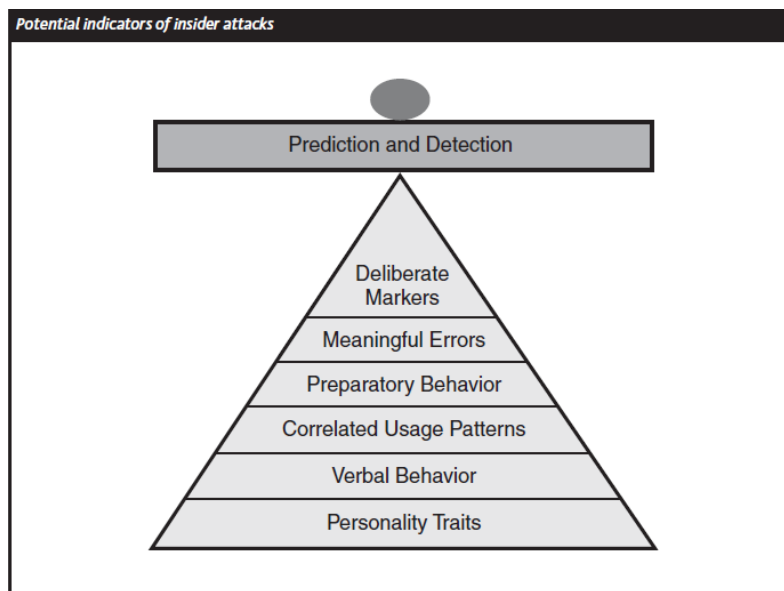 Potential indicators of insider attacks
Prediction and Detection
Deliberate
Markers
Meaningful Errors
Preparatory Behavior
Correlated Usage Patterns
Verbal Behavior
Personality Traits